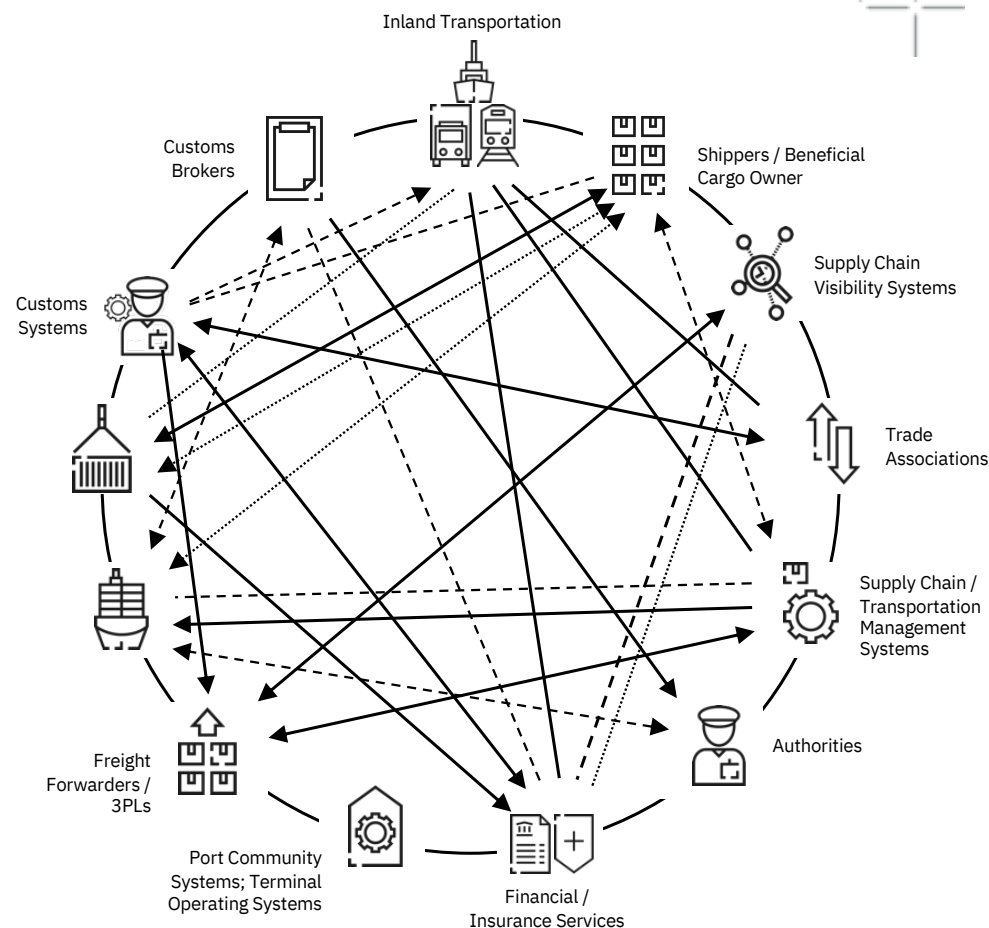 Inland Transportation
Customs
Brokers
Shippers / Beneficial
Cargo Owner
Supply Chain
Visibility Systems
Customs
Systems
Trade
Associations
Supply Chain /
Transportation
Management
Systems
Authorities
Freight
Forwarders /
3PLs
Port Community
Systems; Terminal
Operating Systems
Financial /
Insurance Services